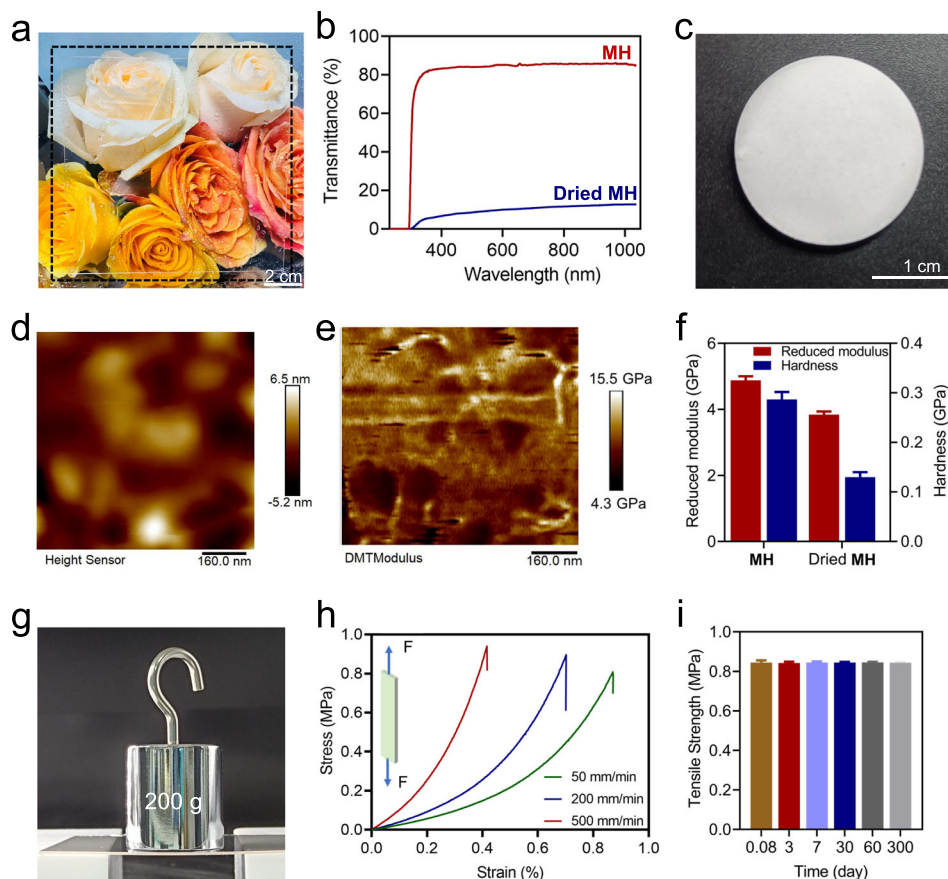 a
2 cm
b
100
80
60
40
20
0
400 600 800 1000
Transmittance (%)
Wavelength (nm)
MH
Dried MH
c
1 cm
d
6.5 nm
-5.2 nm
Height Sensor
160.0 nm
e
15.5 GPa
4.3 GPa
DMTModulus
160.0 nm
f
6
4
2
0
Reduced modulus (GPa)
Reduced modulus
Hardness
0.4
0.3
0.2
0.1
0.0
Hardness (GPa)
MH Dried MH
g
200 g
h
1.0
0.8
0.6
0.4
0.2
0.0
Stress (MPa)
F
F
50 mm/min
200 mm/min
500 mm/min
0.0 0.2 0.4 0.6 0.8 1.0
Strain (%)
i
1.0
0.8
0.6
0.4
0.2
0.0
Tensile Strength (MPa)
0.08 3 7 30 60 300
Time (day)